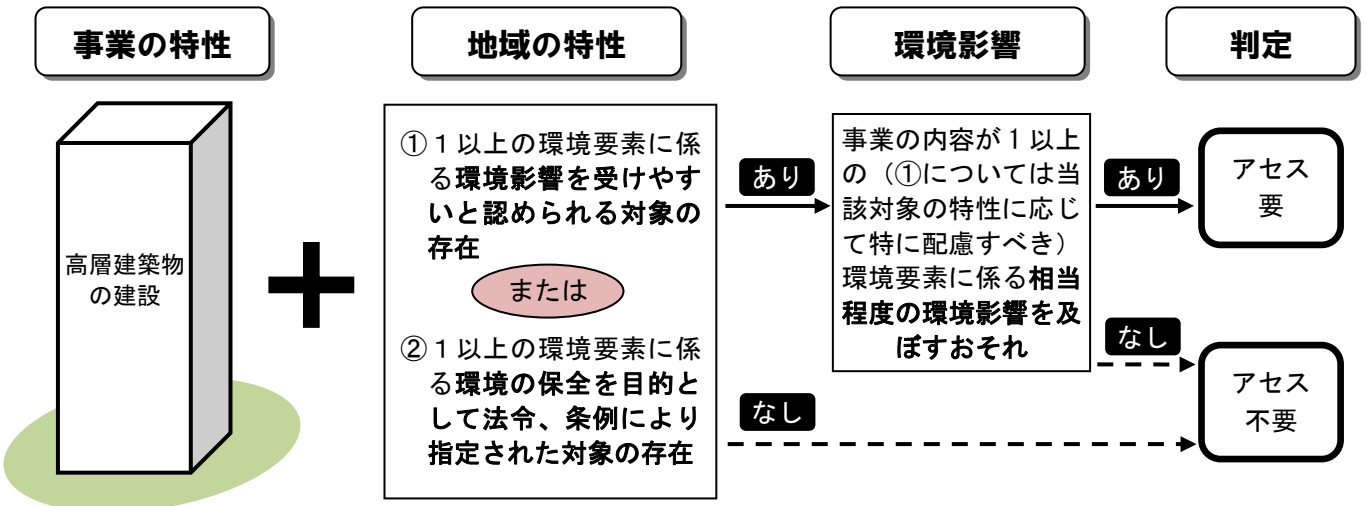 事業の特性
地域の特性
環境影響
判定
高層建築物
の建設
①１以上の環境要素に係
る環境影響を受けやす
いと認められる対象の
存在
または
②１以上の環境要素に係
る環境の保全を目的と
して法令、条例により
指定された対象の存在
あり
なし
事業の内容が１以上
の（①については当
該対象の特性に応じ
て特に配慮すべき）
環境要素に係る相当
程度の環境影響を及
ぼすおそれ
あり
なし
アセス
要
アセス
不要